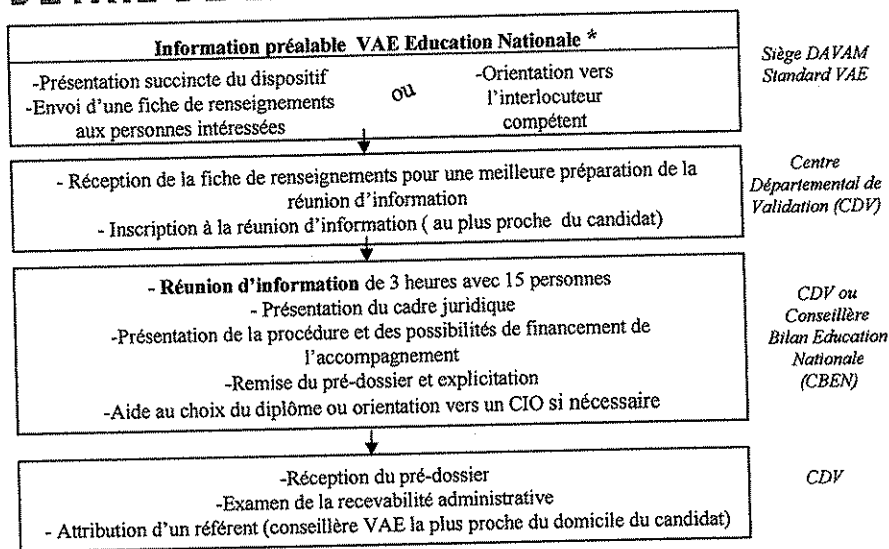 Information préalable VAE Education Nationale *
-Présentation succincte du dispositif
-Envoi d'une fiche de renseignements
aux personnes intéressées
ou
-Orientation vers
l'interlocuteur
compétent
Siège DAVAM
Standard VAE
- Réception de la fiche de renseignements pour une meilleure préparation de la
réunion d'information
- Inscription à la réunion d'information ( au plus proche du candidat)
Centre
Départemental de
Validation (CDV)
- Réunion d'information de 3 heures avec 15 personnes
- Présentation du cadre juridique
-Présentation de la procédure et des possibilités de financement de
l'accompagnement
-Remise du pré-dossier et explicitation
-Aide au choix du diplôme ou orientation vers un CIO si nécessaire
CDV ou
Conseillère
Bilan Education
Nationale
(CBEN)
-Réception du pré-dossier
-Examen de la recevabilité administrative
- Attribution d'un référent (conseillère VAE la plus proche du domicile du candidat)
CDV